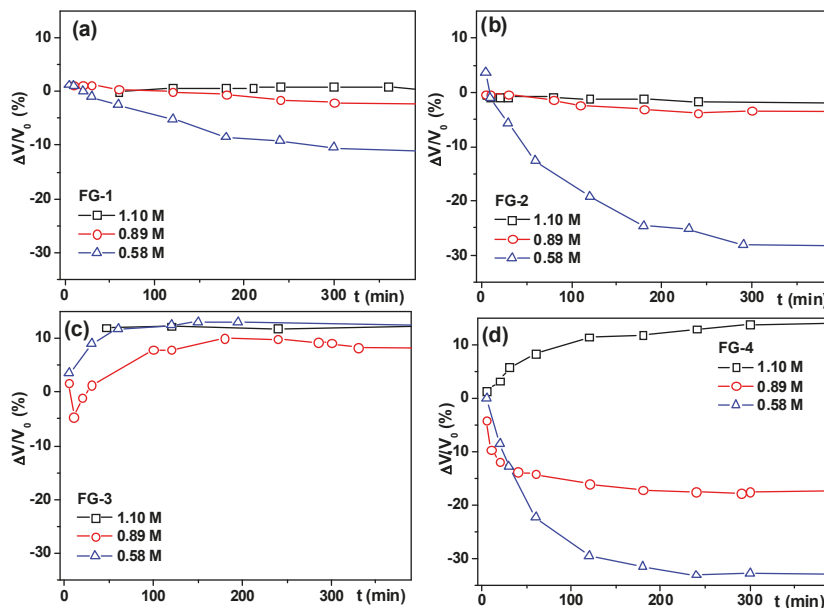 (a)
ΔV/V₀ (%)
10
0
-10
-20
-30
FG-1
1.10 M
0.89 M
0.58 M
0
100
200
300
t (min)
(b)
ΔV/V₀ (%)
10
0
-10
-20
-30
FG-2
1.10 M
0.89 M
0.58 M
0
100
200
300
t (min)
(c)
ΔV/V₀ (%)
10
0
-10
-20
-30
FG-3
1.10 M
0.89 M
0.58 M
0
100
200
300
t (min)
(d)
ΔV/V₀ (%)
10
0
-10
-20
-30
FG-4
1.10 M
0.89 M
0.58 M
0
100
200
300
t (min)